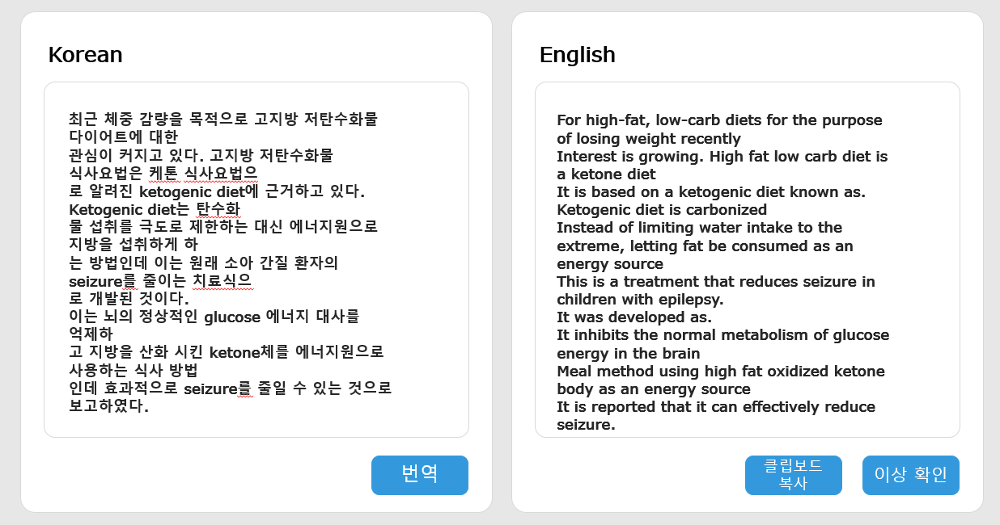 Korean
최근 체중 감량을 목적으로 고지방 저탄수화물
다이어트에 대한
관심이 커지고 있다. 고지방 저탄수화물
식사요법은 케톤 식사요법으
로 알려진 ketogenic diet에 근거하고 있다.
Ketogenic diet는 탄수화
물 섭취를 극도로 제한하는 대신 에너지원으로
지방을 섭취하게 하
는 방법인데 이는 원래 소아 간질 환자의
seizure를 줄이는 치료식으
로 개발된 것이다.
이는 뇌의 정상적인 glucose 에너지 대사를
억제하
고 지방을 산화 시킨 ketone체를 에너지원으로
사용하는 식사 방법
인데 효과적으로 seizure를 줄일 수 있는 것으로
보고하였다.
번역
English
For high-fat, low-carb diets for the purpose
of losing weight recently
Interest is growing. High fat low carb diet is
a ketone diet
It is based on a ketogenic diet known as.
Ketogenic diet is carbonized
Instead of limiting water intake to the
extreme, letting fat be consumed as an
energy source
This is a treatment that reduces seizure in
children with epilepsy.
It was developed as.
It inhibits the normal metabolism of glucose
energy in the brain
Meal method using high fat oxidized ketone
body as an energy source
It is reported that it can effectively reduce
seizure.
클립보드
복사
이상 확인